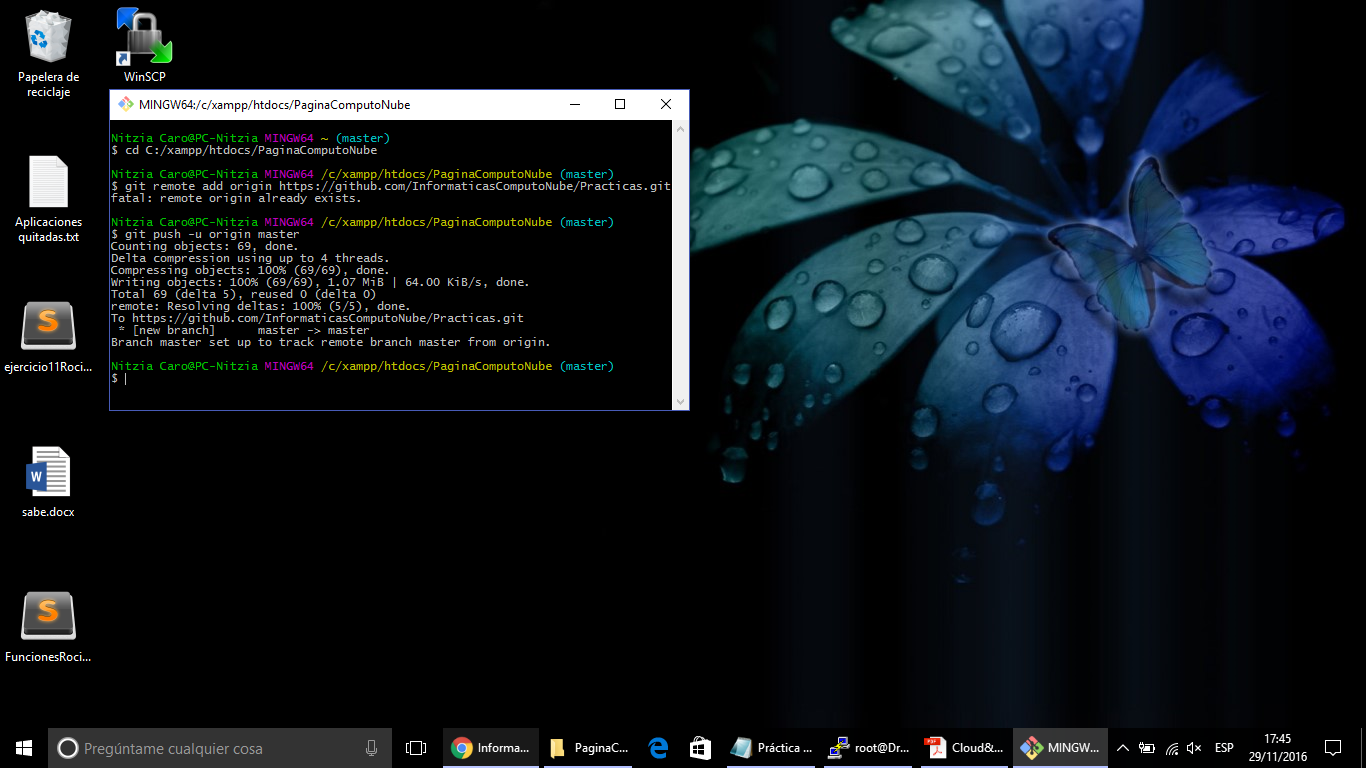 Papelera de
reciclaje
WinSCP
Aplicaciones
quitadas.txt
ejercicio11Roci...
sabe.docx
FuncionesRoci...
MINGW64:/c/xampp/htdocs/PaginaComputoNube
Nitzia Caro@PC-Nitzia MINGW64 ~ (master)
$ cd C:/xampp/htdocs/PaginaComputoNube
Nitzia Caro@PC-Nitzia MINGW64 /c/xampp/htdocs/PaginaComputoNube (master)
$ git remote add origin https://github.com/InformaticasComputoNube/Practicas.git
fatal: remote origin already exists.
Nitzia Caro@PC-Nitzia MINGW64 /c/xampp/htdocs/PaginaComputoNube (master)
$ git push -u origin master
Counting objects: 69, done.
Delta compression using up to 4 threads.
Compressing objects: 100% (69/69), done.
Writing objects: 100% (69/69), 1.07 MiB | 64.00 KiB/s, done.
Total 69 (delta 5), reused 0 (delta 0)
remote: Resolving deltas: 100% (5/5), done.
To https://github.com/InformaticasComputoNube/Practicas.git
 * [new branch]      master -> master
Branch master set up to track remote branch master from origin.
Nitzia Caro@PC-Nitzia MINGW64 /c/xampp/htdocs/PaginaComputoNube (master)
$
Pregúntame cualquier cosa
Informa...
PaginaC...
Práctica ...
root@Dr...
Cloud&...
MINGW...
ESP
17:45
29/11/2016